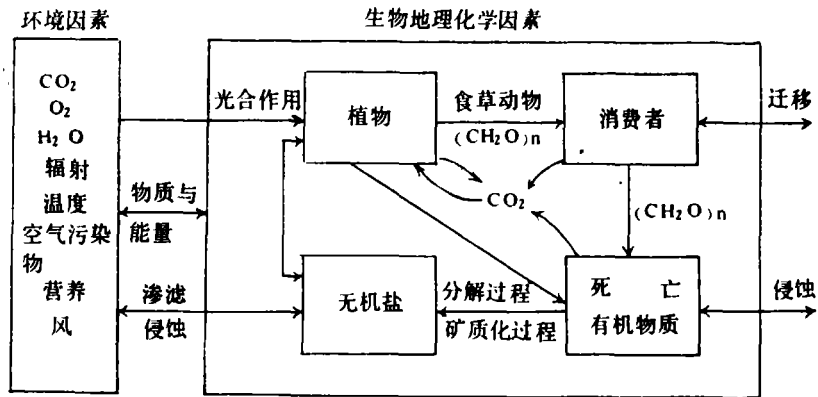 环境因素
生物地理化学因素
CO₂
O₂
H₂O
辐射
温度
空气污染
物
营养
风
光合作用
物质与
能量
渗滤
侵蚀
植物
食草动物
(CH₂O)n
消费者
迁移
CO₂
(CH₂O)n
无机盐
分解过程
矿质化过程
死 亡
有机物质
侵蚀